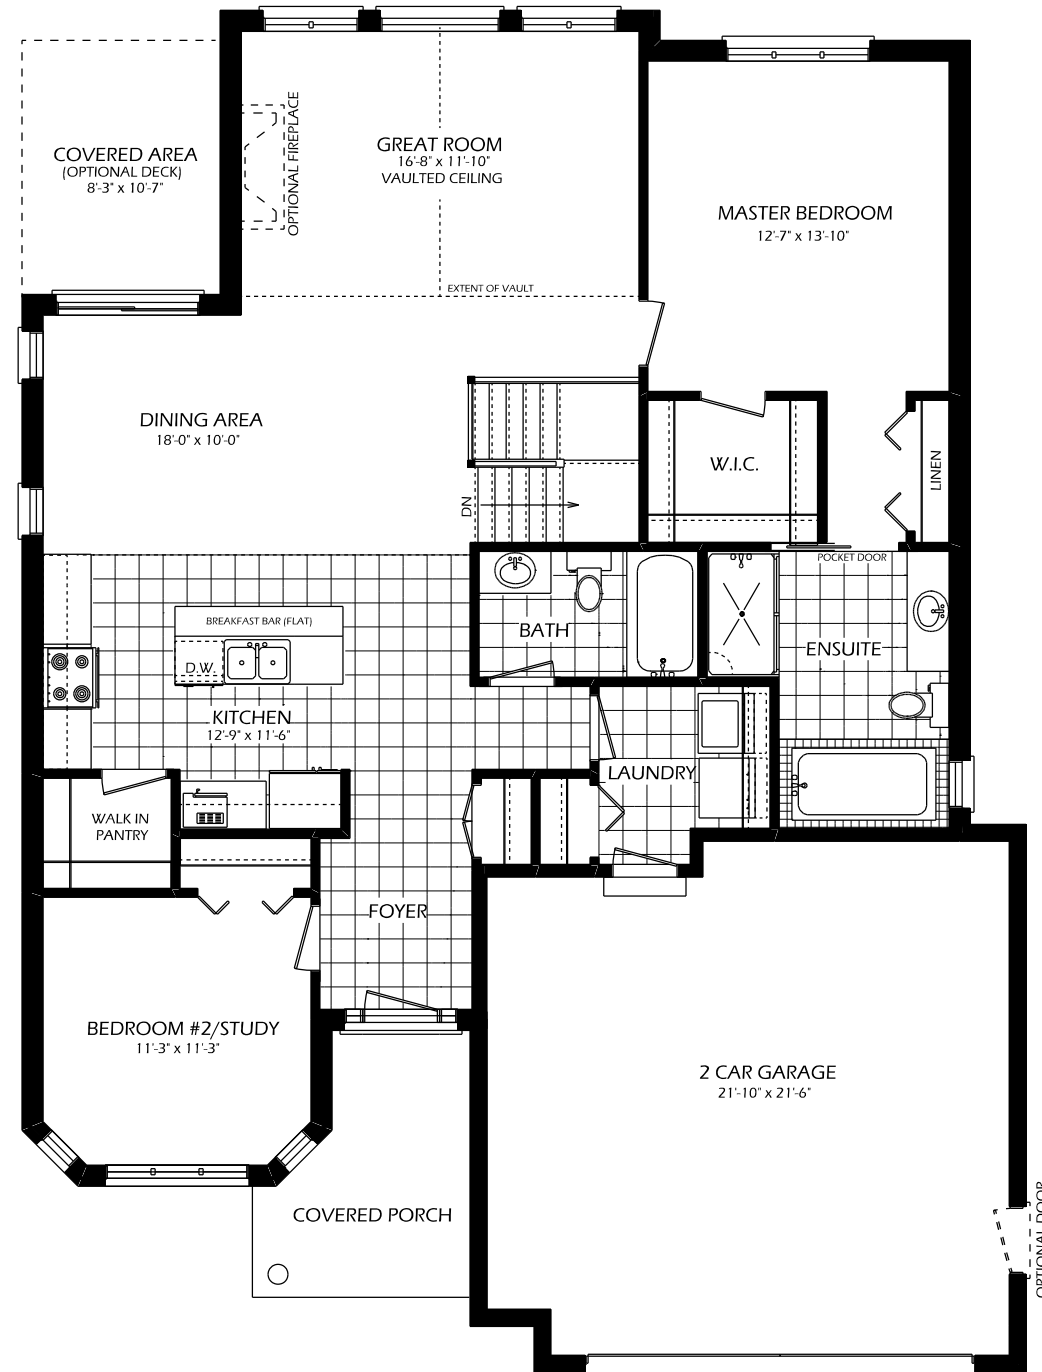 COVERED AREA
(OPTIONAL DECK)
8'-3" x 10'-7"
OPTIONAL FIREPLACE
GREAT ROOM
16'-8" x 11'-10"
VAULTED CEILING
MASTER BEDROOM
12'-7" x 13'-10"
EXTENT OF VAULT
DINING AREA
18'-0" x 10'-0"
W.I.C.
LINEN
DN
POCKET DOOR
BREAKFAST BAR (FLAT)
BATH
ENSUITE
D.W.
KITCHEN
12'-9" x 11'-6"
LAUNDRY
WALK IN
PANTRY
FOYER
BEDROOM #2/STUDY
11'-3" x 11'-3"
2 CAR GARAGE
21'-10" x 21'-6"
COVERED PORCH
OPTIONAL DOOR